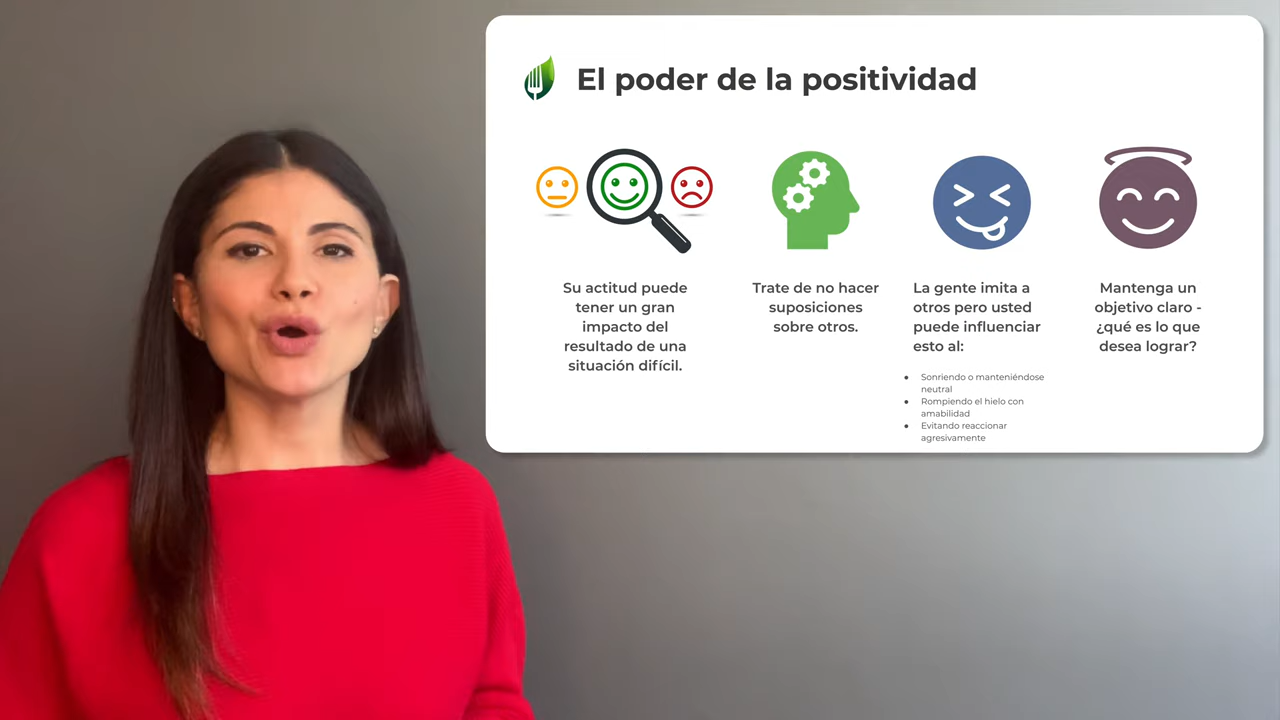 El poder de la positividad
Su actitud puede
tener un gran
impacto del
resultado de una
situación difícil.
Trate de no hacer
suposiciones
sobre otros.
La gente imita a
otros pero usted
puede influenciar
esto al:
● Sonriendo o manteniéndose
neutral
● Rompiendo el hielo con
amabilidad
● Evitando reaccionar
agresivamente
Mantenga un
objetivo claro -
¿qué es lo que
desea lograr?